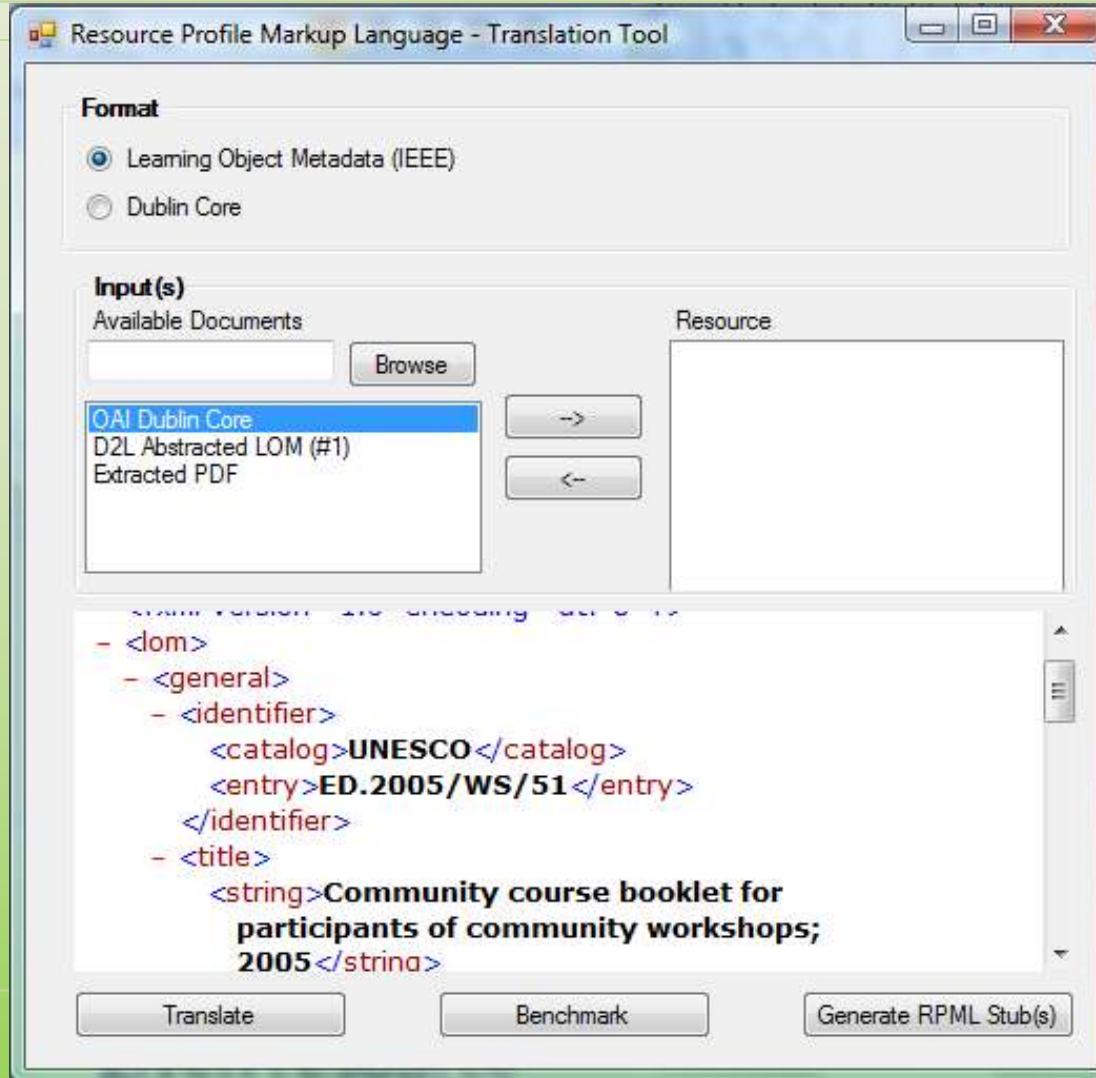 Resource Profile Markup Language - Translation Tool
Format
Learning Object Metadata (IEEE)
Dublin Core
Input(s)
Available Documents
Resource
Browse
OAI Dublin Core
D2L Abstracted LOM (#1)
Extracted PDF
-->
<--
- <lom>
- <general>
- <identifier>
<catalog>UNESCO</catalog>
<entry>ED.2005/WS/51</entry>
</identifier>
- <title>
<string>Community course booklet for
participants of community workshops;
2005</string>
Translate
Benchmark
Generate RPML Stub(s)